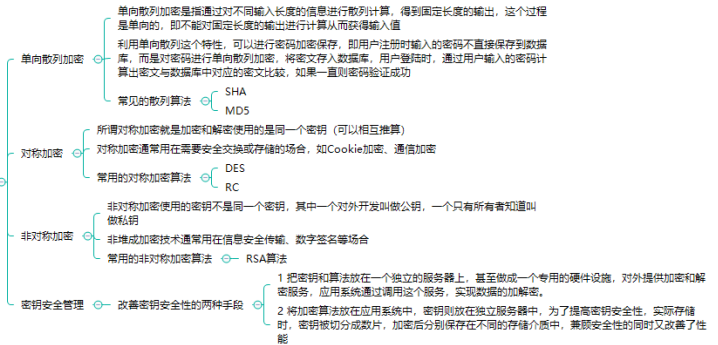 单向散列加密
单向散列加密是指通过对不同输入长度的信息进行散列计算，得到固定长度的输出，这个过程
是单向的，即不能对固定长度的输出进行计算从而获得输入值
利用单向散列这个特性，可以进行密码加密保存，即用户注册时输入的密码不直接保存到数据
库，而是对密码进行单向散列加密，将密文存入数据库，用户登陆时，通过用户输入的密码计
算出密文与数据库中对应的密文比较，如果一直则密码验证成功
常见的散列算法
SHA
MD5
对称加密
所谓对称加密就是加密和解密使用的是同一个密钥（可以相互推算）
对称加密通常用在需要安全交换或存储的场合，如Cookie加密、通信加密
常用的对称加密算法
DES
RC
非对称加密
非对称加密使用的密钥不是同一个密钥，其中一个对外开发叫做公钥，一个只有所有者知道叫
做私钥
非堆成加密技术通常用在信息安全传输、数字签名等场合
常用的非对称加密算法
RSA算法
密钥安全管理
改善密钥安全性的两种手段
1 把密钥和算法放在一个独立的服务器上，甚至做成一个专用的硬件设施，对外提供加密和解
密服务，应用系统通过调用这个服务，实现数据的加解密。
2 将加密算法放在应用系统中，密钥则放在独立服务器中，为了提高密钥安全性，实际存储
时，密钥被切分成数片，加密后分别保存在不同的存储介质中，兼顾安全性的同时又改善了性
能